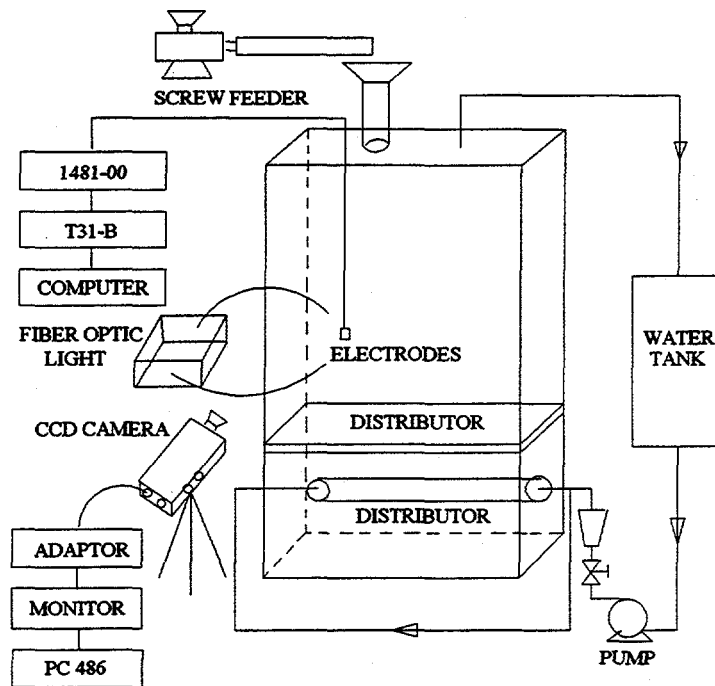 SCREW FEEDER
1481-00
T31-B
COMPUTER
FIBER OPTIC
LIGHT
ELECTRODES
WATER
TANK
CCD CAMERA
DISTRIBUTOR
DISTRIBUTOR
ADAPTOR
MONITOR
PC 486
PUMP